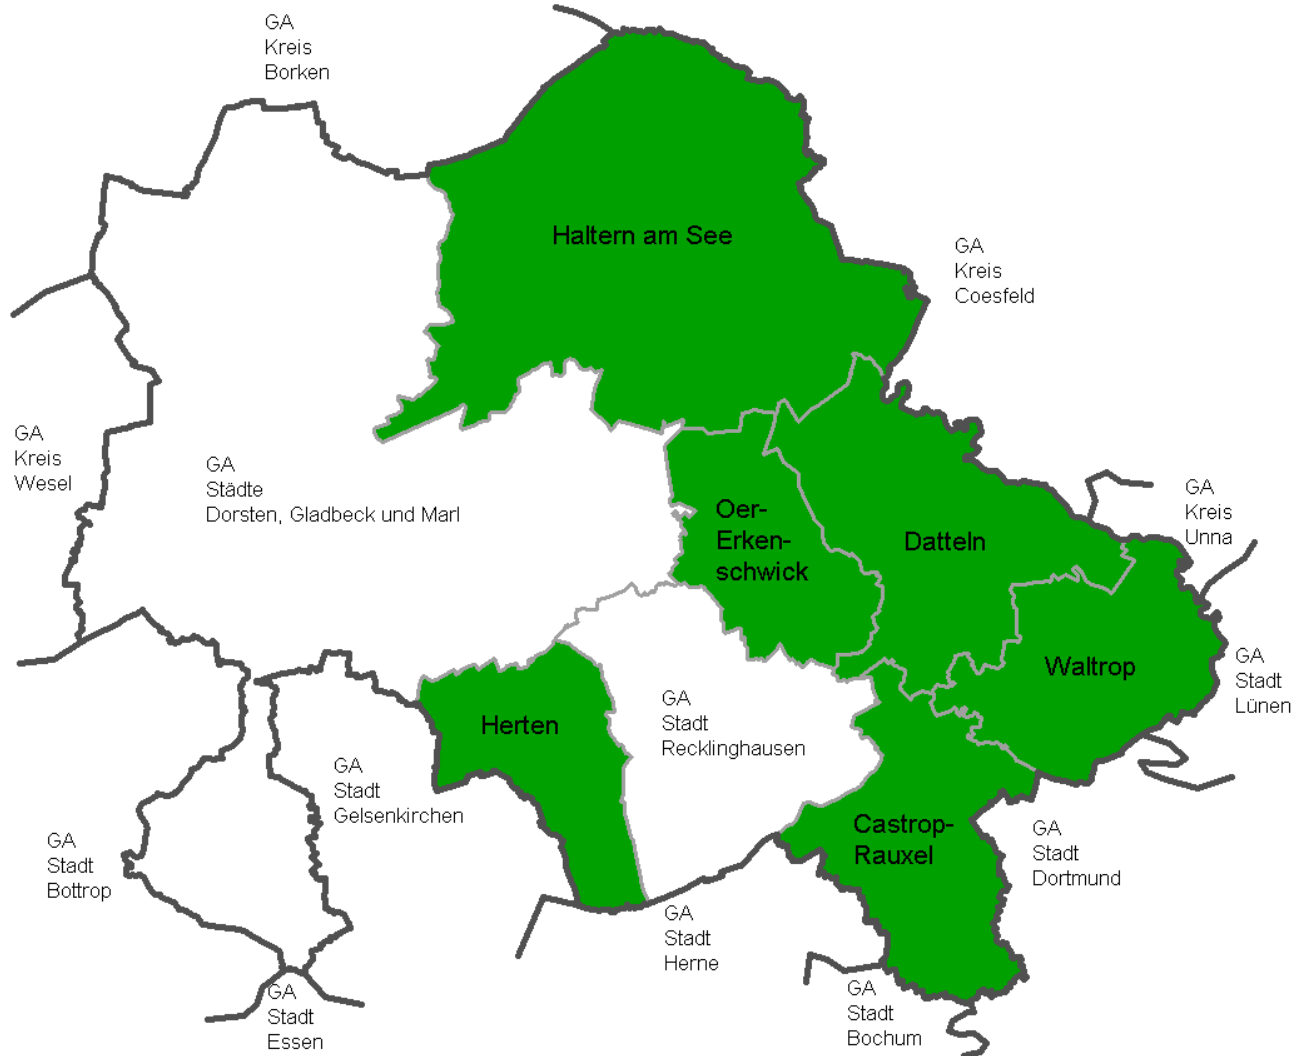 GA
Kreis
Borken
Haltern am See
GA
Kreis
Coesfeld
GA
Kreis
Wesel
GA
Städte
Dorsten, Gladbeck und Marl
Oer-
Erken-
schwick
Datteln
GA
Kreis
Unna
Waltrop
GA
Stadt
Lünen
Herten
GA
Stadt
Recklinghausen
GA
Stadt
Gelsenkirchen
Castrop-
Rauxel
GA
Stadt
Dortmund
GA
Stadt
Bottrop
GA
Stadt
Herne
GA
Stadt
Essen
GA
Stadt
Bochum